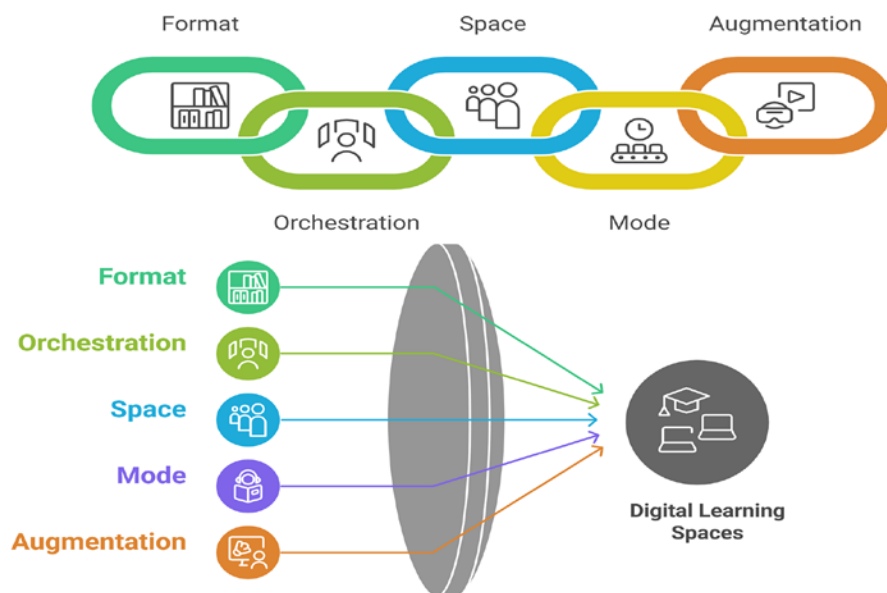 Format
Space
Augmentation
Orchestration
Mode
Format
Orchestration
Space
Mode
Augmentation
Digital Learning
Spaces